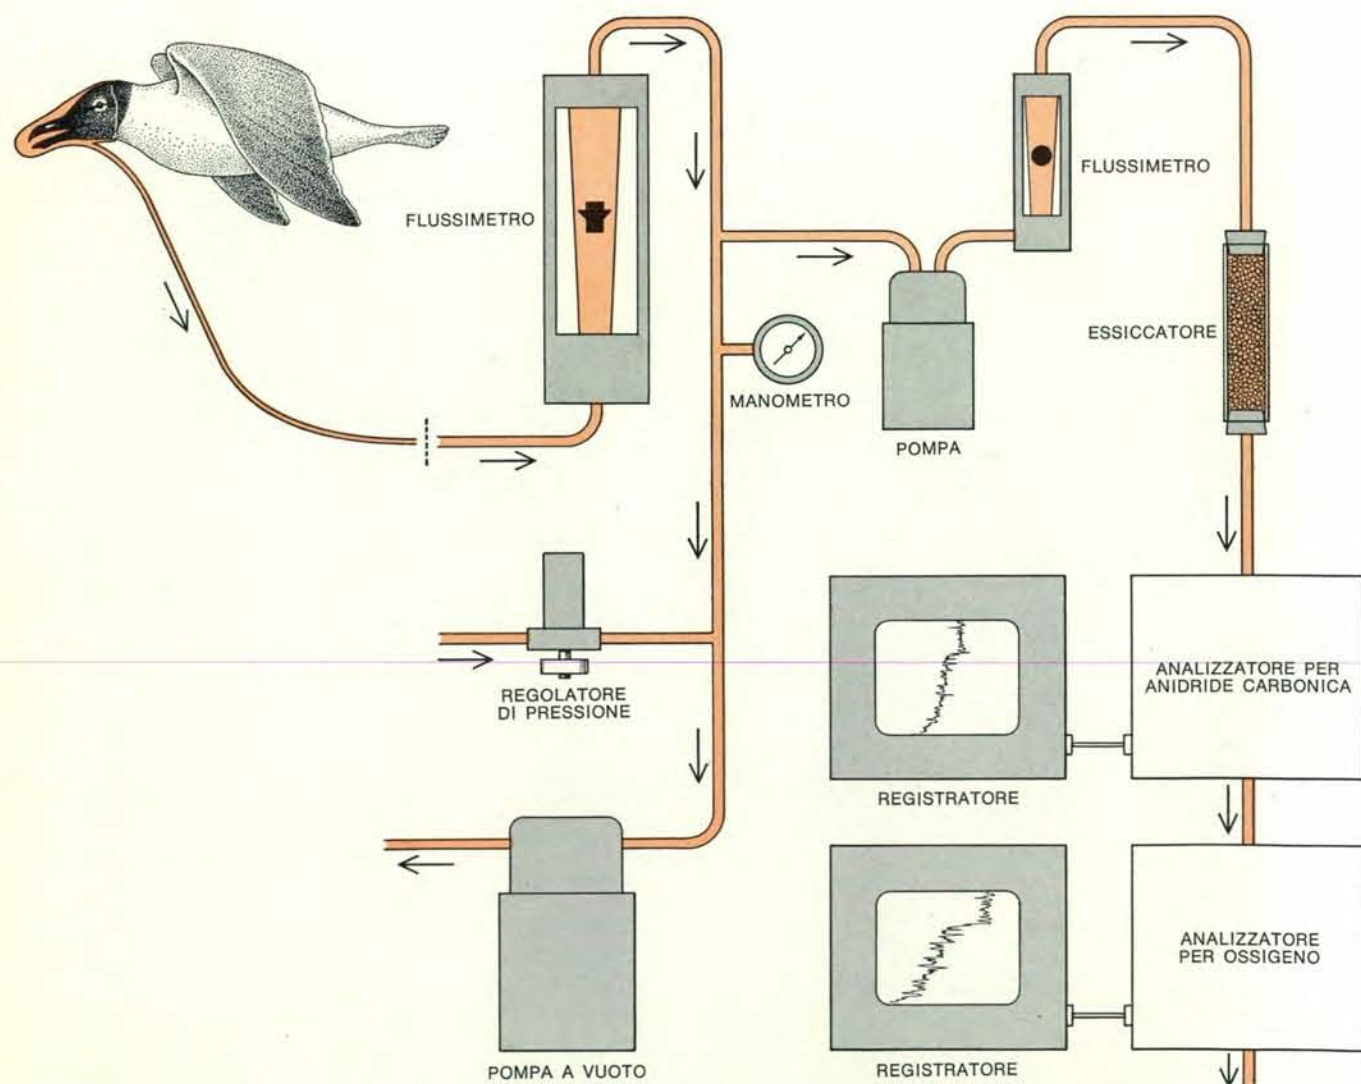 FLUSSIMETRO
FLUSSIMETRO
MANOMETRO
POMPA
ESSICCATORE
REGOLATORE
DI PRESSIONE
ANALIZZATORE PER
ANIDRIDE CARBONICA
REGISTRATORE
ANALIZZATORE
PER OSSIGENO
POMPA A VUOTO
REGISTRATORE